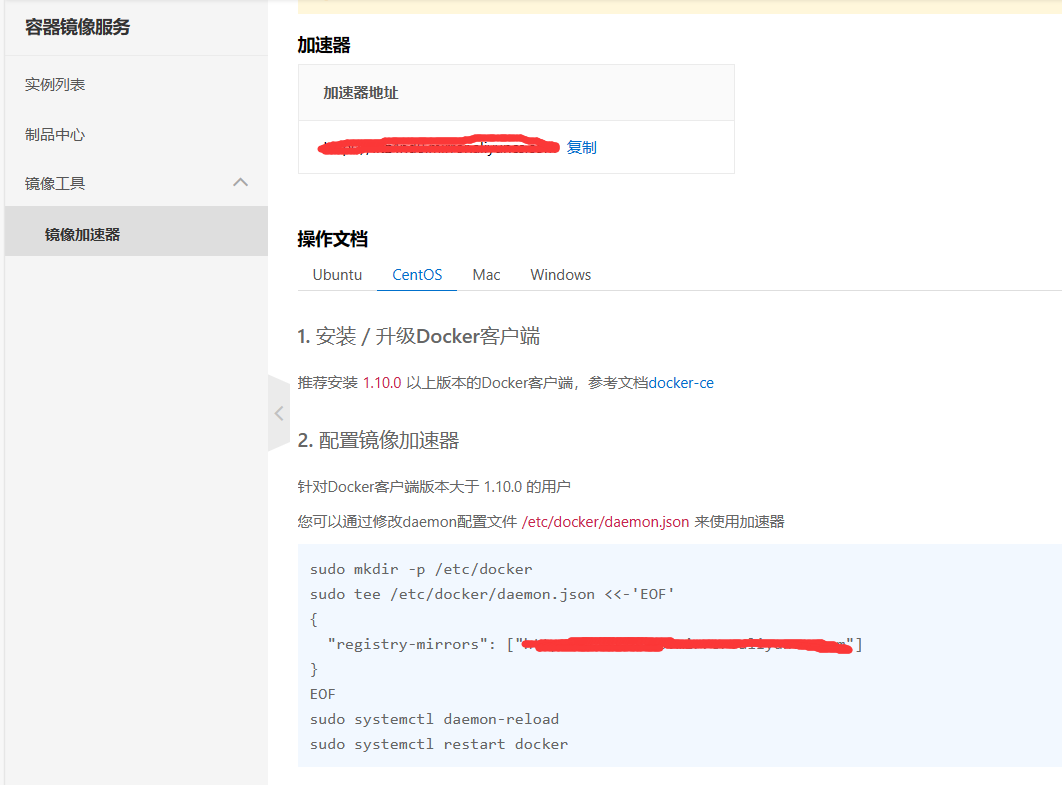 容器镜像服务
实例列表
制品中心
镜像工具
镜像加速器
加速器
加速器地址
复制
操作文档
Ubuntu CentOS Mac Windows
1. 安装 / 升级Docker客户端
推荐安装 1.10.0 以上版本的Docker客户端，参考文档docker-ce
2. 配置镜像加速器
针对Docker客户端版本大于 1.10.0 的用户
您可以通过修改daemon配置文件 /etc/docker/daemon.json 来使用加速器
sudo mkdir -p /etc/docker
sudo tee /etc/docker/daemon.json <<-'EOF'
{
"registry-mirrors": [" "]
}
EOF
sudo systemctl daemon-reload
sudo systemctl restart docker